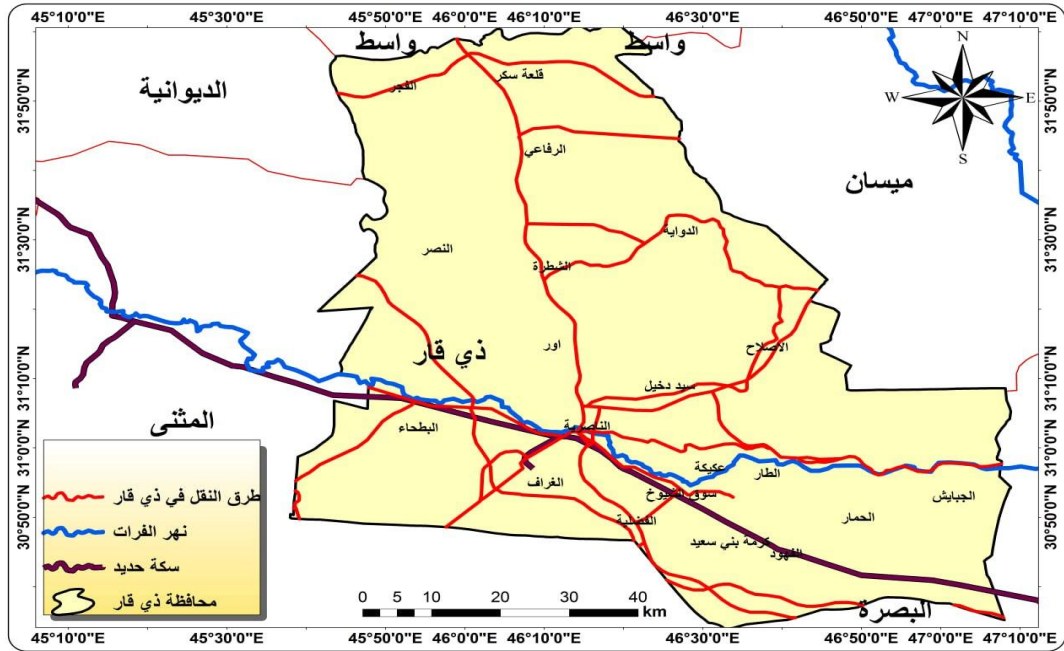 45°10'0"E 45°30'0"E 45°50'0"E 46°0'0"E 46°10'0"E 46°30'0"E 46°50'0"E 47°0'0"E 47°10'0"E
واسط
واسط
N
W
E
S
31°50'0"N
31°50'0"N
الديوانية
قلعة سكر
الفجر
الرفاعي
ميسان
31°30'0"N
31°30'0"N
الدواية
النصر
الشطرة
اور
الاصلاح
ذي قار
31°10'0"N
31°10'0"N
سيد دخيل
المثنى
البطحاء
الناصرية
31°0'0"N
31°0'0"N
عكيكة
الطار
الجبايش
الغراف
سوق الشيوخ
30°50'0"N
30°50'0"N
الحمار
الفضلية
كرمة بني سعيد
الفهود
البصرة
طرق النقل في ذي قار
نهر الفرات
سكة حديد
محافظة ذي قار
0 5 10 20 30 40
km
45°10'0"E 45°30'0"E 45°50'0"E 46°0'0"E 46°10'0"E 46°30'0"E 46°50'0"E 47°0'0"E 47°10'0"E